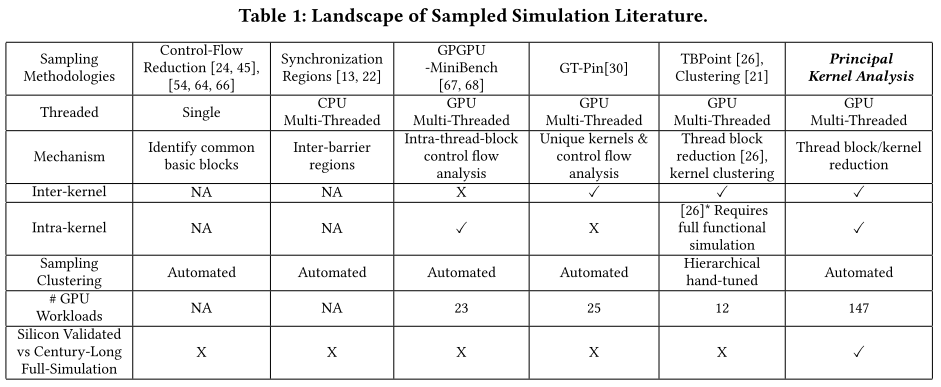 Table 1: Landscape of Sampled Simulation Literature.
Sampling
Methodologies
Control-Flow
Reduction [24, 45],
[54, 64, 66]
Synchronization
Regions [13, 22]
GPGPU
-MiniBench
[67, 68]
GT-Pin[30]
TBPoint [26],
Clustering [21]
Principal
Kernel Analysis
Threaded
Single
CPU
Multi-Threaded
GPU
Multi-Threaded
GPU
Multi-Threaded
GPU
Multi-Threaded
GPU
Multi-Threaded
Mechanism
Identify common
basic blocks
Inter-barrier
regions
Intra-thread-block
control flow
analysis
Unique kernels &
control flow
analysis
Thread block
reduction [26],
kernel clustering
Thread block/kernel
reduction
Inter-kernel
NA
NA
X
✓
✓
✓
Intra-kernel
NA
NA
✓
X
[26]* Requires
full functional
simulation
✓
Sampling
Clustering
Automated
Automated
Automated
Automated
Hierarchical
hand-tuned
Automated
# GPU
Workloads
NA
NA
23
25
12
147
Silicon Validated
vs Century-Long
Full-Simulation
X
X
X
X
X
✓